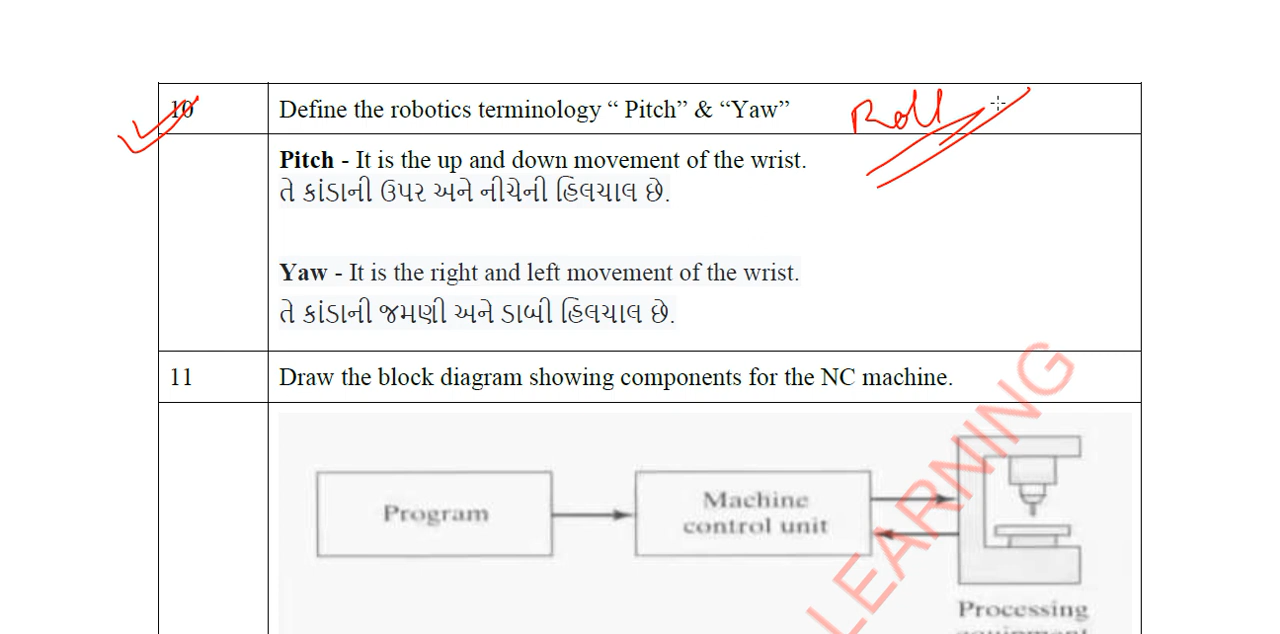 10
Define the robotics terminology “ Pitch” & “Yaw”
Roll
Pitch - It is the up and down movement of the wrist.
તે કાંડાની ઉપર અને નીચેની હિલચાલ છે.
Yaw - It is the right and left movement of the wrist.
તે કાંડાની જમણી અને ડાબી હિલચાલ છે.
11
Draw the block diagram showing components for the NC machine.
Program
Machine
control unit
Processing
equipment
LEARNING